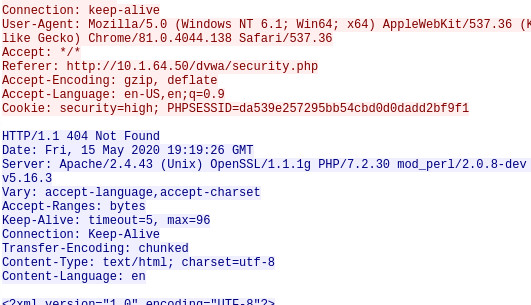 Connection: keep-alive
User-Agent: Mozilla/5.0 (Windows NT 6.1; Win64; x64) AppleWebKit/537.36 (K
like Gecko) Chrome/81.0.4044.138 Safari/537.36
Accept: */*
Referer: http://10.1.64.50/dvwa/security.php
Accept-Encoding: gzip, deflate
Accept-Language: en-US,en;q=0.9
Cookie: security=high; PHPSESSID=da539e257295bb54cbd0d0dadd2bf9f1
HTTP/1.1 404 Not Found
Date: Fri, 15 May 2020 19:19:26 GMT
Server: Apache/2.4.43 (Unix) OpenSSL/1.1.1g PHP/7.2.30 mod_perl/2.0.8-dev
v5.16.3
Vary: accept-language,accept-charset
Accept-Ranges: bytes
Keep-Alive: timeout=5, max=96
Connection: Keep-Alive
Transfer-Encoding: chunked
Content-Type: text/html; charset=utf-8
Content-Language: en
<?xml version="1.0" encoding="UTF-8"?>